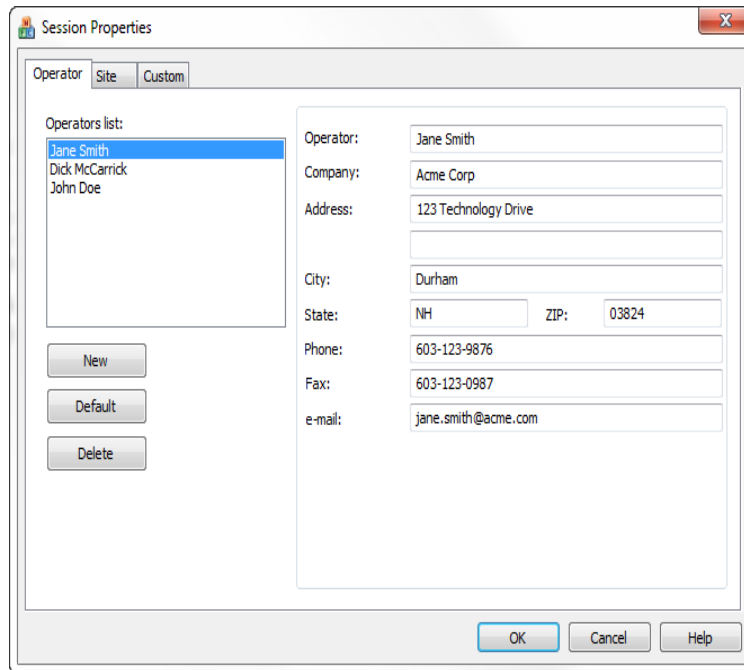 Session Properties
Operator Site Custom
Operators list:
Jane Smith
Dick McCarrick
John Doe
New
Default
Delete
Operator: Jane Smith
Company: Acme Corp
Address: 123 Technology Drive
City: Durham
State: NH ZIP: 03824
Phone: 603-123-9876
Fax: 603-123-0987
e-mail: jane.smith@acme.com
OK Cancel Help